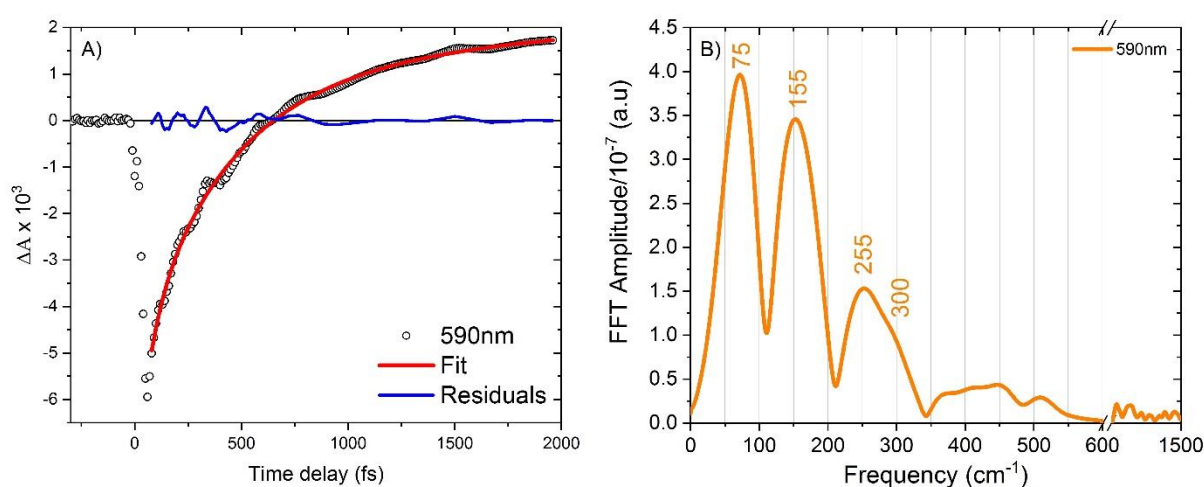 A)
2
1
0
-1
-2
-3
-4
-5
-6
ΔA x 10³
590nm
Fit
Residuals
0 500 1000 1500 2000
Time delay (fs)
B)
590nm
75
155
255
300
4.5
4.0
3.5
3.0
2.5
2.0
1.5
1.0
0.5
0.0
FFT Amplitude/10⁻⁷ (a.u)
0 100 200 300 400 500 600 1500
Frequency (cm⁻¹)